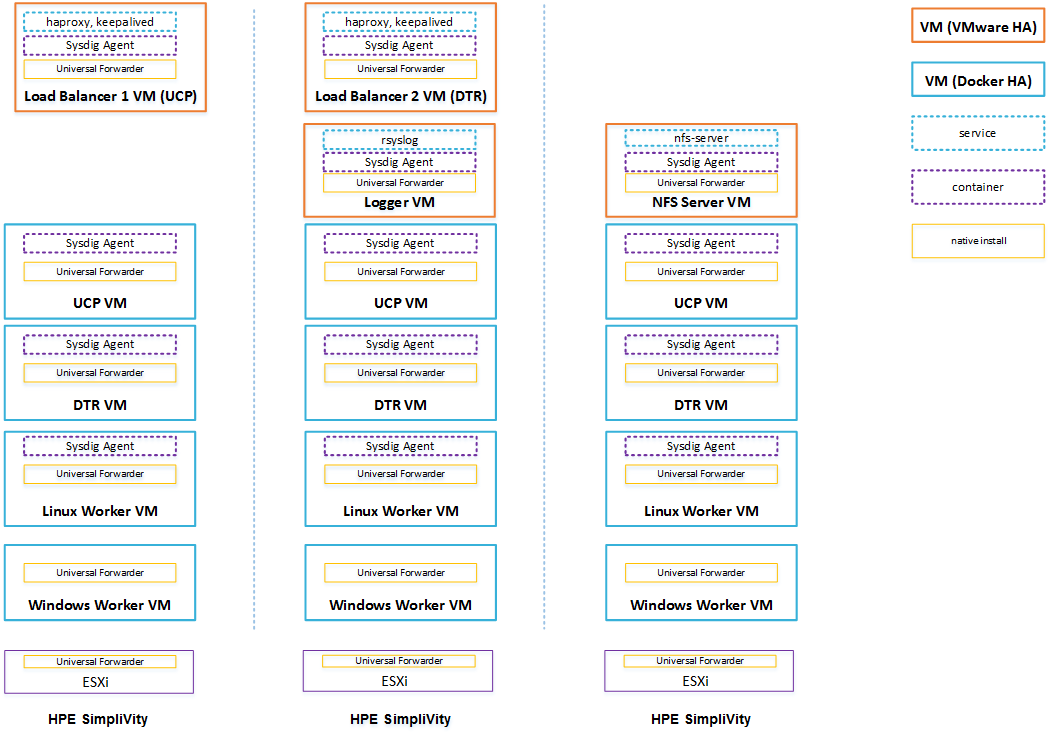 haproxy, keepalived
Sysdig Agent
Universal Forwarder
Load Balancer 1 VM (UCP)
Sysdig Agent
Universal Forwarder
UCP VM
Sysdig Agent
Universal Forwarder
DTR VM
Sysdig Agent
Universal Forwarder
Linux Worker VM
Universal Forwarder
Windows Worker VM
Universal Forwarder
ESXi
HPE SimpliVity
haproxy, keepalived
Sysdig Agent
Universal Forwarder
Load Balancer 2 VM (DTR)
rsyslog
Sysdig Agent
Universal Forwarder
Logger VM
Sysdig Agent
Universal Forwarder
UCP VM
Sysdig Agent
Universal Forwarder
DTR VM
Sysdig Agent
Universal Forwarder
Linux Worker VM
Universal Forwarder
Windows Worker VM
Universal Forwarder
ESXi
HPE SimpliVity
nfs-server
Sysdig Agent
Universal Forwarder
NFS Server VM
Sysdig Agent
Universal Forwarder
UCP VM
Sysdig Agent
Universal Forwarder
DTR VM
Sysdig Agent
Universal Forwarder
Linux Worker VM
Universal Forwarder
Windows Worker VM
Universal Forwarder
ESXi
HPE SimpliVity
VM (VMware HA)
VM (Docker HA)
service
container
native install